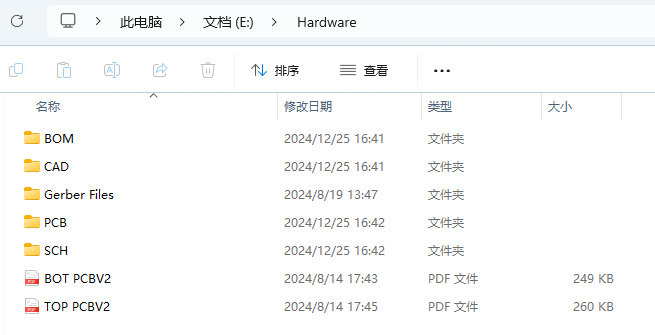 此电脑 > 文档 (E:) > Hardware >
排序 查看 •••
名称 修改日期 类型 大小
BOM 2024/12/25 16:41 文件夹
CAD 2024/12/25 16:41 文件夹
Gerber Files 2024/8/19 13:47 文件夹
PCB 2024/12/25 16:42 文件夹
SCH 2024/12/25 16:42 文件夹
BOT PCBV2 2024/8/14 17:43 PDF 文件 249 KB
TOP PCBV2 2024/8/14 17:45 PDF 文件 260 KB